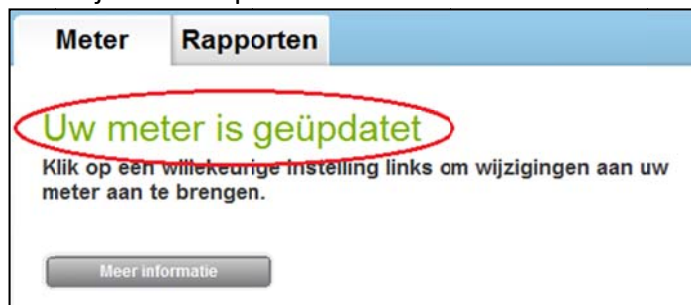 Meter Rapporten
Uw meter is geüpdatet
Klik op een willekeurige instelling links om wijzigingen aan uw
meter aan te brengen.
Meer informatie